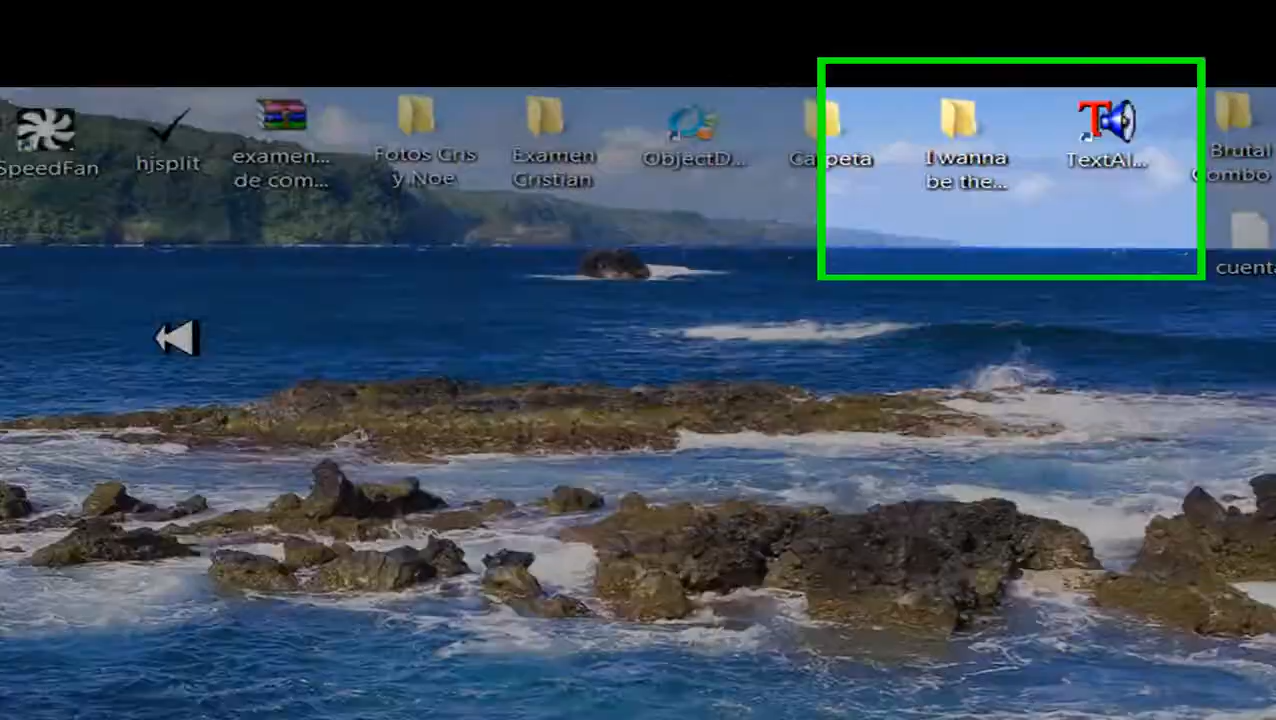 SpeedFan
hjsplit
examen...
de com...
Fotos Cris
y Noe
Examen
Cristian
ObjectD...
Carpeta
I wanna
be the...
TextAl...
Brutal
Combo
cuenta